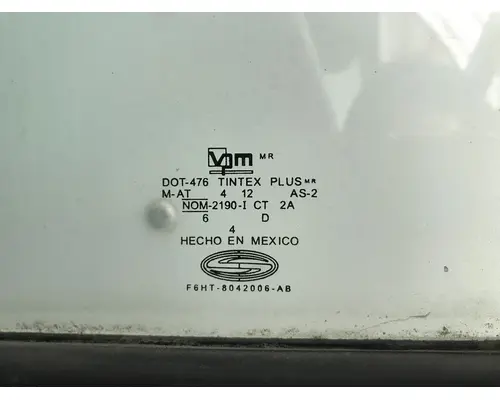 vpm MR
DOT-476 TINTEX PLUS MR
M-AT 4 12 AS-2
NOM-2190-I CT 2A
6 D
4
HECHO EN MEXICO
F6HT-8042006-AB